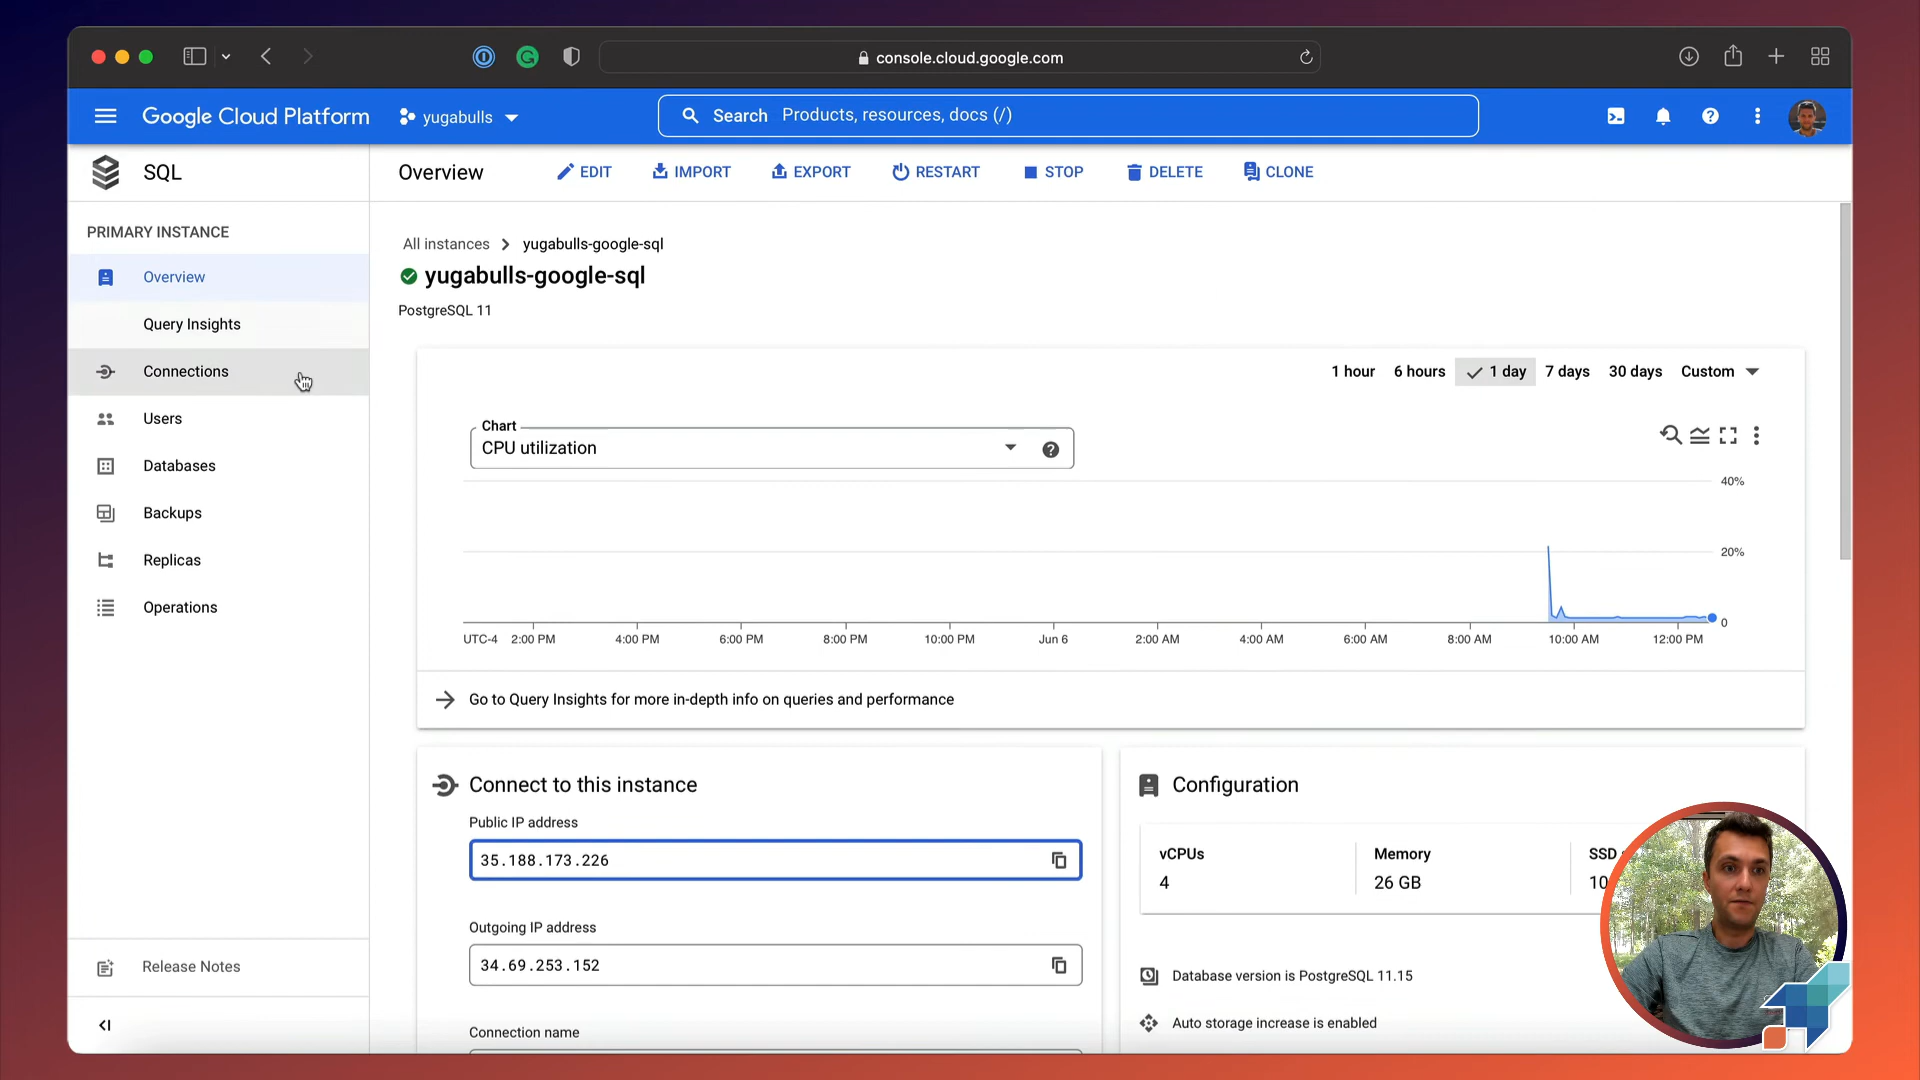 console.cloud.google.com
Google Cloud Platform
yugabulls
Search Products, resources, docs (/)
SQL
Overview
EDIT
IMPORT
EXPORT
RESTART
STOP
DELETE
CLONE
PRIMARY INSTANCE
Overview
Query Insights
Connections
Users
Databases
Backups
Replicas
Operations
Release Notes
All instances
yugabulls-google-sql
yugabulls-google-sql
PostgreSQL 11
1 hour
6 hours
1 day
7 days
30 days
Custom
Chart
CPU utilization
40%
20%
0
UTC-4
2:00 PM
4:00 PM
6:00 PM
8:00 PM
10:00 PM
Jun 6
2:00 AM
4:00 AM
6:00 AM
8:00 AM
10:00 AM
12:00 PM
Go to Query Insights for more in-depth info on queries and performance
Connect to this instance
Public IP address
35.188.173.226
Outgoing IP address
34.69.253.152
Connection name
Configuration
vCPUs
4
Memory
26 GB
SSD
Database version is PostgreSQL 11.15
Auto storage increase is enabled